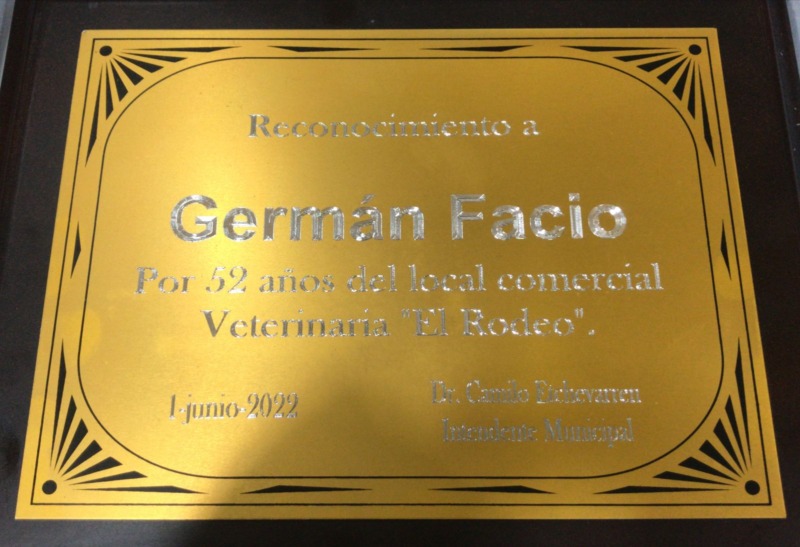 Reconocimiento a
Germán Facio
Por 52 años del local comercial
Veterinaria "El Rodeo".
1-junio-2022
Dr. Camilo Etchevarren
Intendente Municipal